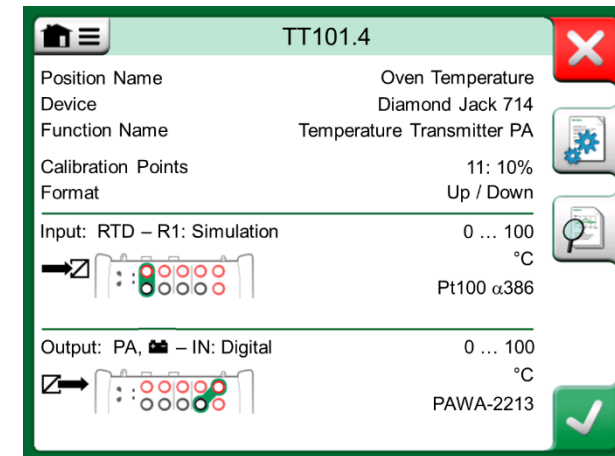 TT101.4
Position Name Oven Temperature
Device Diamond Jack 714
Function Name Temperature Transmitter PA
Calibration Points 11: 10%
Format Up / Down
Input: RTD – R1: Simulation 0 ... 100
°C
Pt100 α386
Output: PA, – IN: Digital 0 ... 100
°C
PAWA-2213